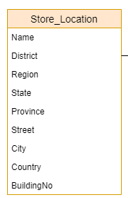 Store_Location
Name
District
Region
State
Province
Street
City
Country
BuildingNo